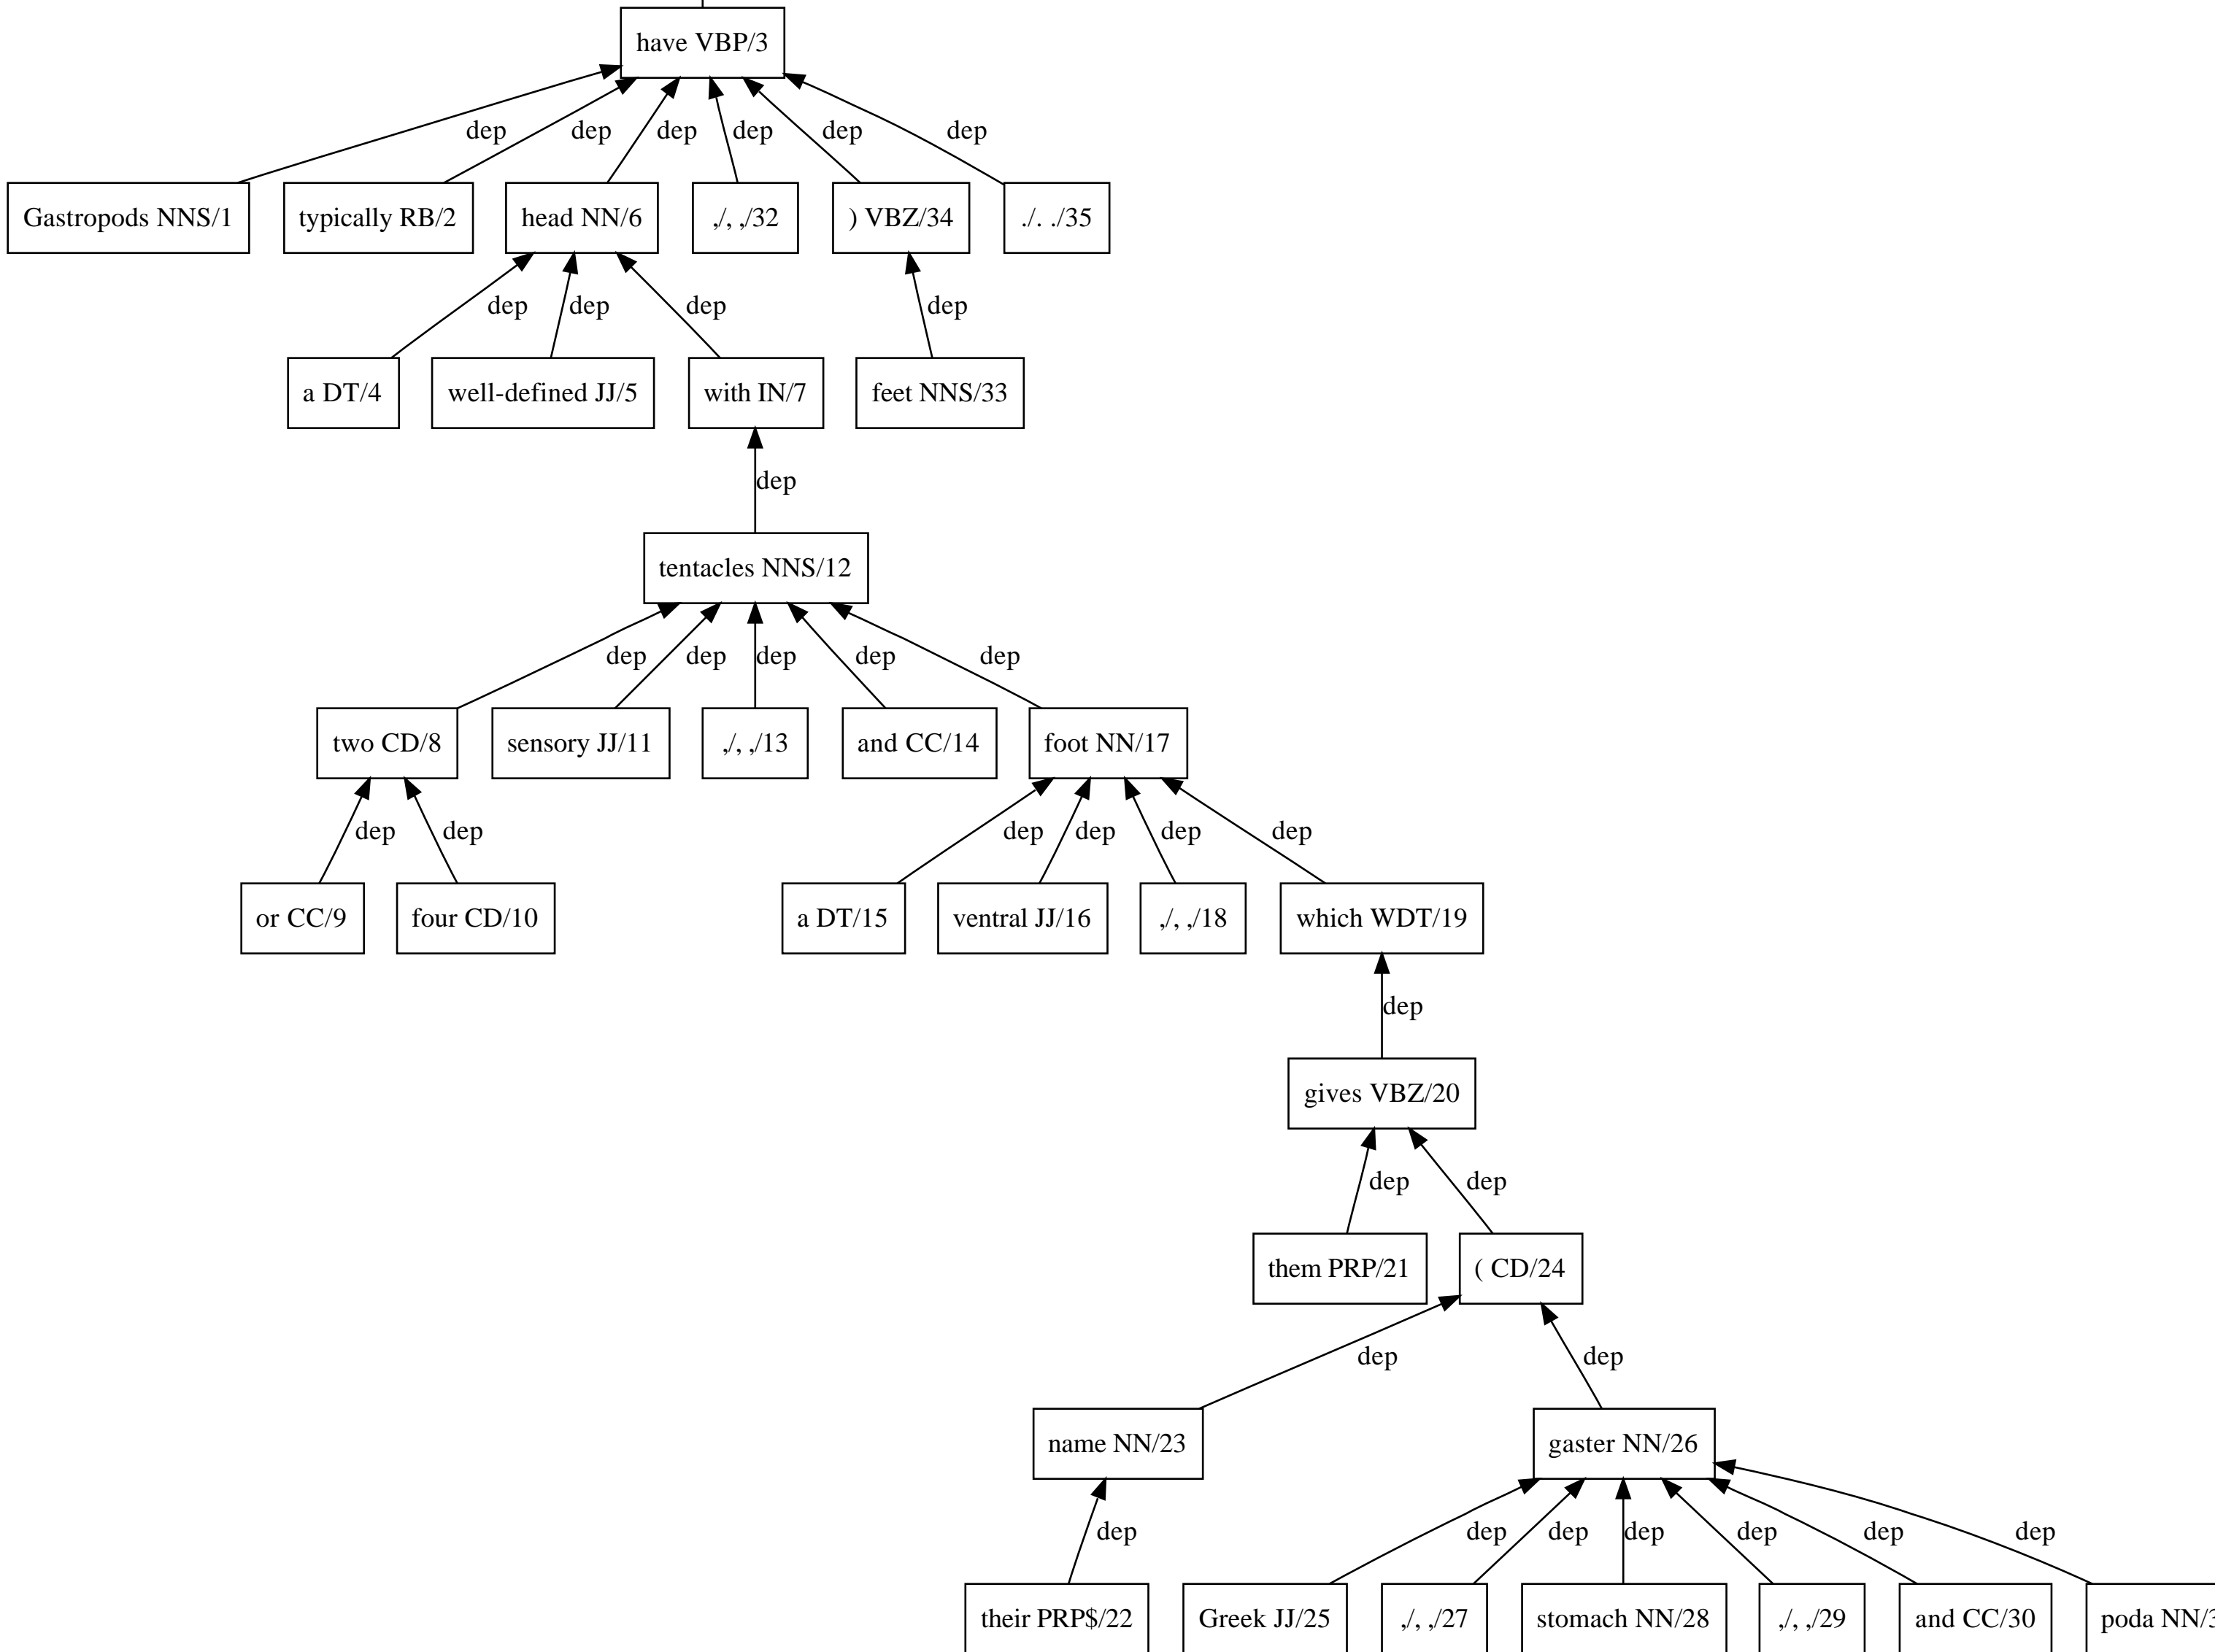 have VBP/3
dep dep dep dep dep dep
Gastropods NNS/1 typically RB/2 head NN/6 ,/, ,/32 ) VBZ/34 ./. ./35
dep dep dep dep
a DT/4 well-defined JJ/5 with IN/7 feet NNS/33
dep
tentacles NNS/12
dep dep dep dep dep
two CD/8 sensory JJ/11 ,/, ,/13 and CC/14 foot NN/17
dep dep dep dep dep dep
or CC/9 four CD/10 a DT/15 ventral JJ/16 ,/, ,/18 which WDT/19
dep
gives VBZ/20
dep dep
them PRP/21 ( CD/24
dep dep
name NN/23 gaster NN/26
dep dep dep dep dep dep dep
their PRP$/22 Greek JJ/25 ,/, ,/27 stomach NN/28 ,/, ,/29 and CC/30 poda